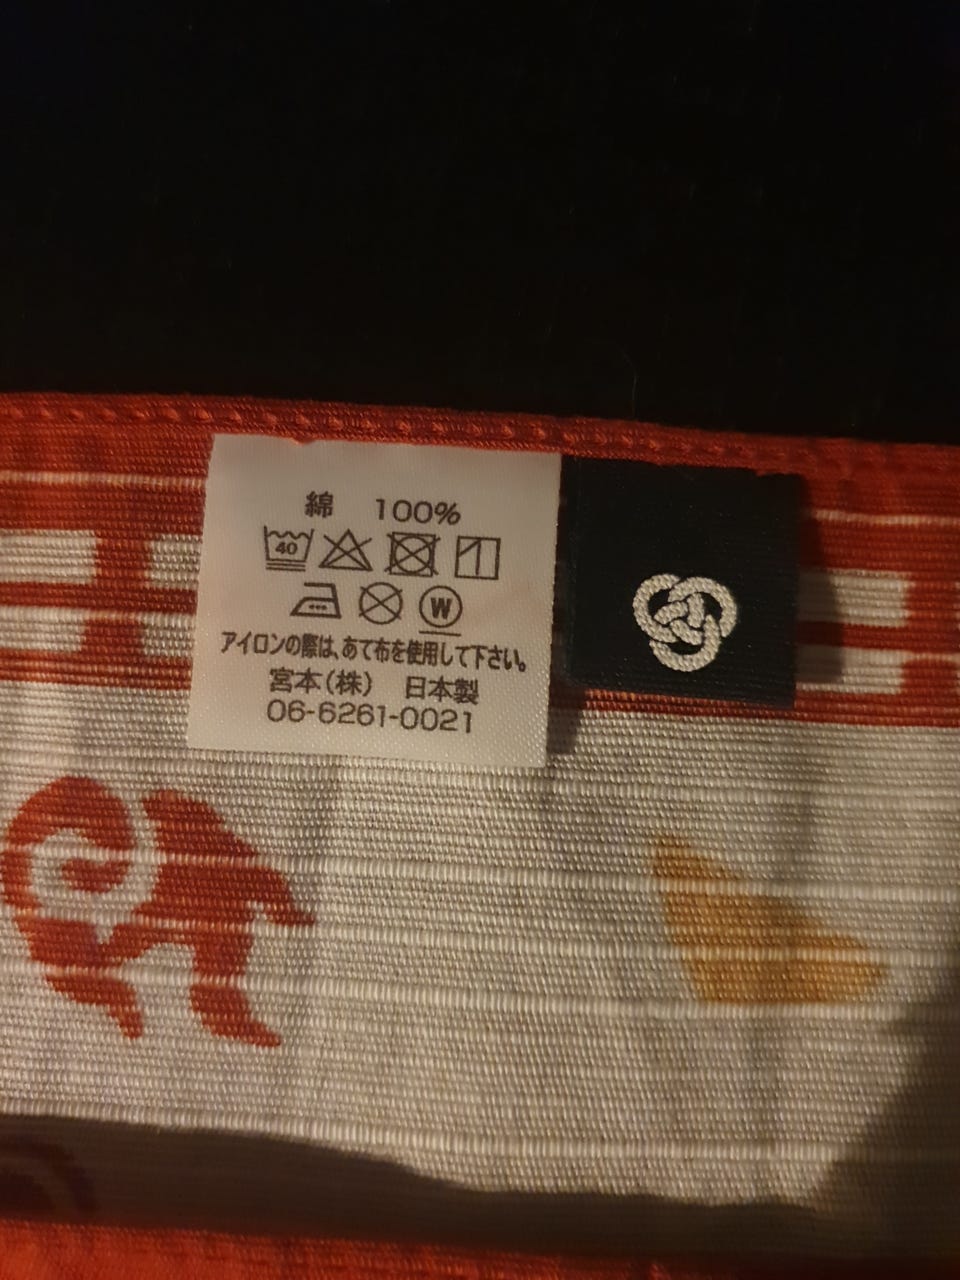 綿 100%
40
W
アイロンの際は、あて布を使用して下さい。
宮本(株) 日本製
06-6261-0021